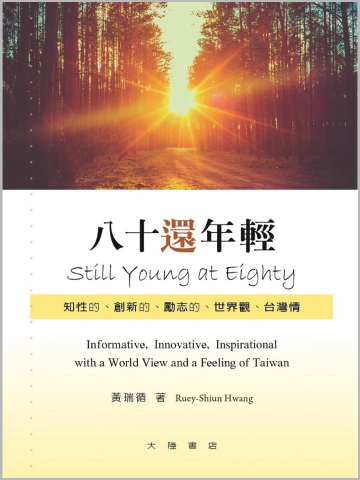 八十還年輕
Still Young at Eighty
知性的、創新的、勵志的、世界觀、台灣情
Informative, Innovative, Inspirational
with a World View and a Feeling of Taiwan
黃瑞循 著 Ruey-Shiun Hwang
大陸書店